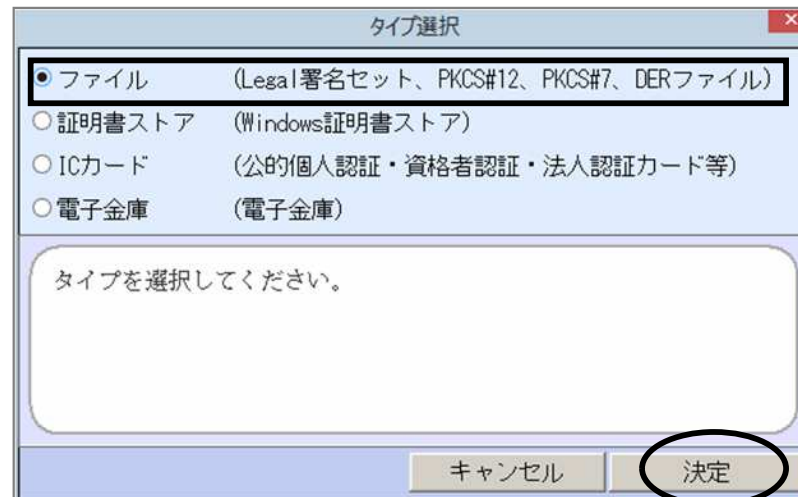 タイプ選択
ファイル (Legal署名セット、PKCS#12、PKCS#7、DERファイル)
証明書ストア (Windows証明書ストア)
ICカード (公的個人認証・資格者認証・法人認証カード等)
電子金庫 (電子金庫)
タイプを選択してください。
キャンセル 決定